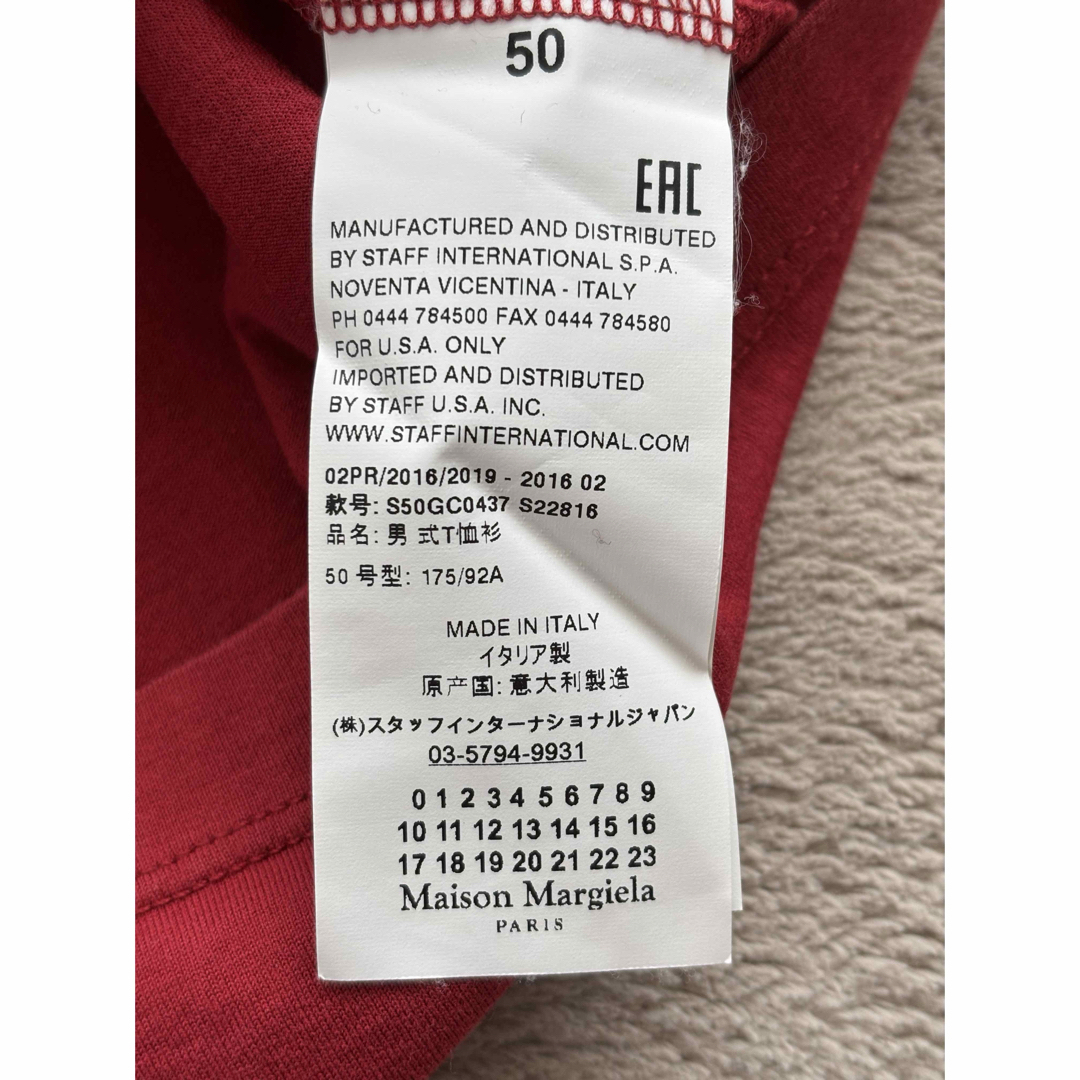 50
EAC
MANUFACTURED AND DISTRIBUTED
BY STAFF INTERNATIONAL S.P.A.
NOVENTA VICENTINA - ITALY
PH 0444 784500 FAX 0444 784580
FOR U.S.A. ONLY
IMPORTED AND DISTRIBUTED
BY STAFF U.S.A. INC.
WWW.STAFFINTERNATIONAL.COM
02PR/2016/2019 - 2016 02
款号: S50GC0437 S22816
品名: 男 式T恤衫
50 号型: 175/92A
MADE IN ITALY
イタリア製
原产国: 意大利製造
(株)スタッフインターナショナルジャパン
03-5794-9931
0 1 2 3 4 5 6 7 8 9
10 11 12 13 14 15 16
17 18 19 20 21 22 23
Maison Margiela
PARIS